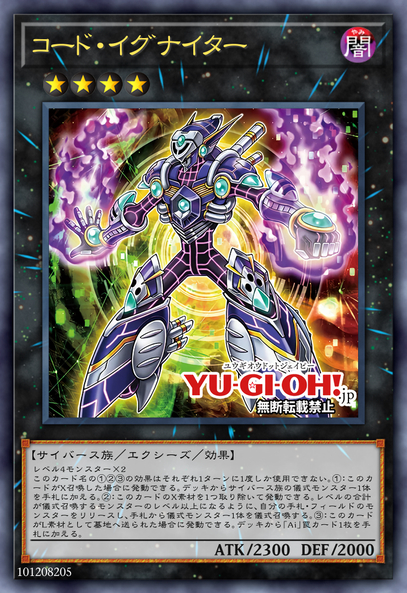 コード・イグナイター
やみ
闇
ユウギオウドットジェイピー
YU-GI-OH!.JP
無断転載禁止
【サイバース族／エクシーズ／効果】
レベル4モンスター×2
このカード名の①②③の効果はそれぞれ1ターンに1度しか使用できない。①：このカ
ードがX召喚した場合に発動できる。デッキからサイバース族の儀式モンスター1体
を手札に加える。②：このカードのX素材を1つ取り除いて発動できる。レベルの合計
が儀式召喚するモンスターのレベル以上になるように、自分の手札・フィールドのモ
ンスターをリリースし、手札から儀式モンスター1体を儀式召喚する。③：このカード
がL素材として墓地へ送られた場合に発動できる。デッキから「Ai」罠カード1枚を手
札に加える。
ATK/2300 DEF/2000
101208205